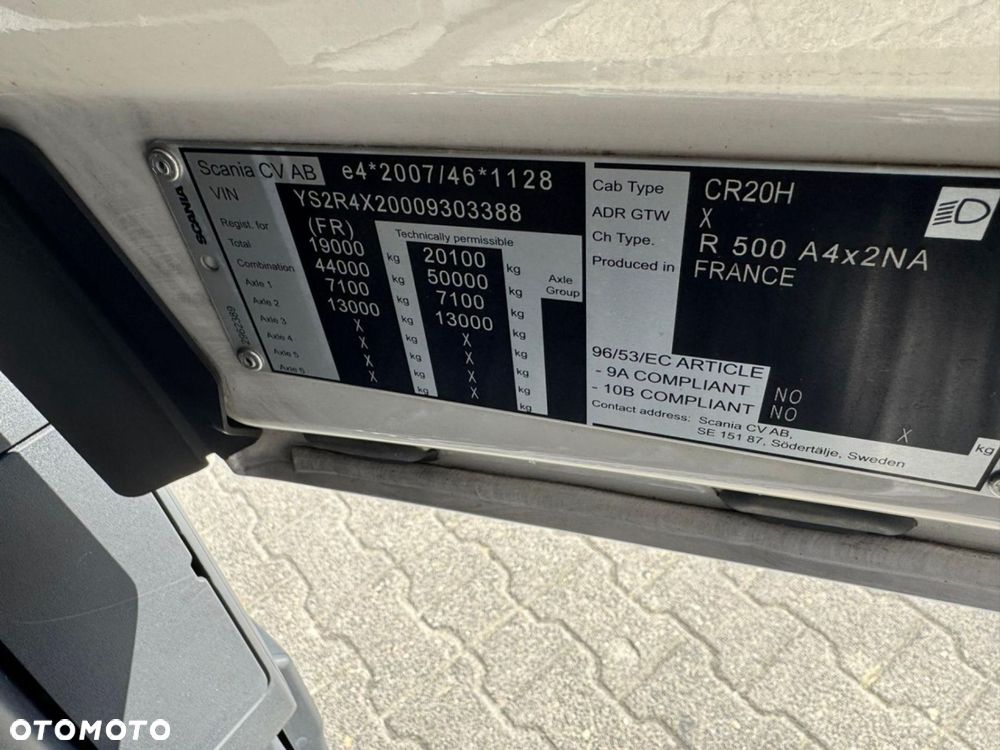 Scania CV AB e4*2007/46*1128
VIN YS2R4X20009303388
Regist. for (FR) Technically permissible
Total 19000 kg 20100 kg
Combination 44000 kg 50000 kg
Axle 1 7100 kg 7100 kg
Axle 2 13000 kg 13000 kg
Axle 3 X kg X kg
Axle 4 X kg X kg
Axle 5 X kg X kg
Axle 6 X kg X kg
Axle Group
SCANIA
Cab Type CR20H
ADR GTW X
Ch Type. R 500 A4x2NA
Produced in FRANCE
96/53/EC ARTICLE
- 9A COMPLIANT NO
- 10B COMPLIANT NO
X kg
Contact address: Scania CV AB,
SE 151 87, Södertälje, Sweden
OTOMOTO